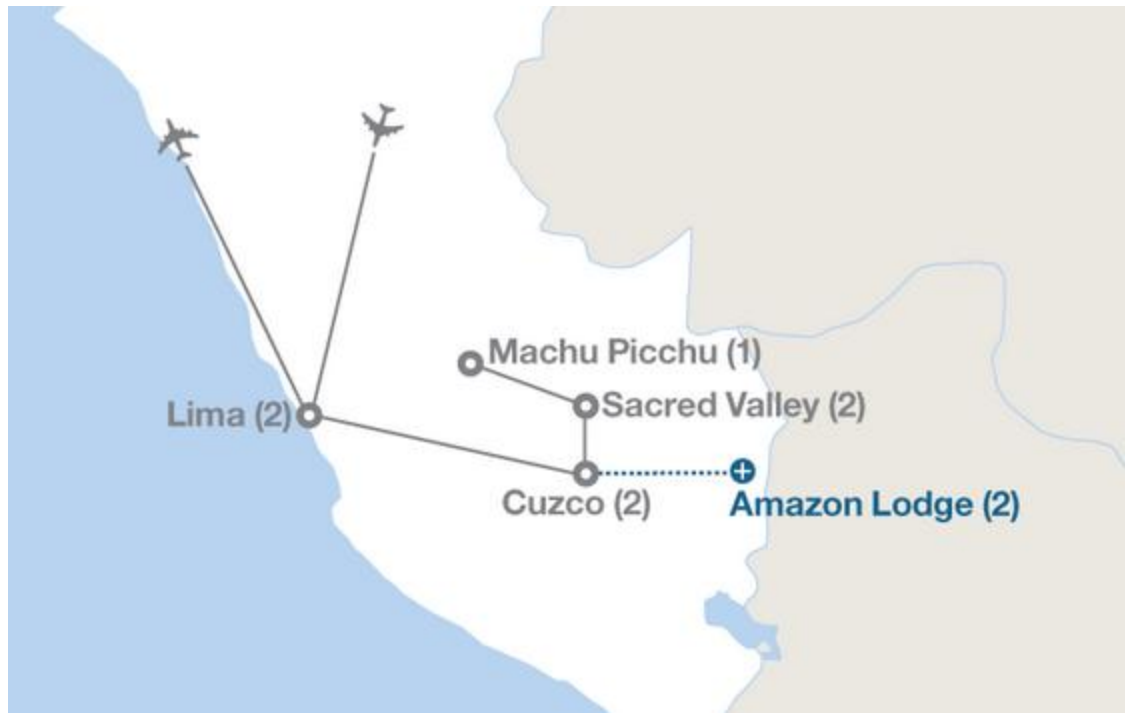 Machu Picchu (1)
Sacred Valley (2)
Lima (2)
Cuzco (2)
Amazon Lodge (2)